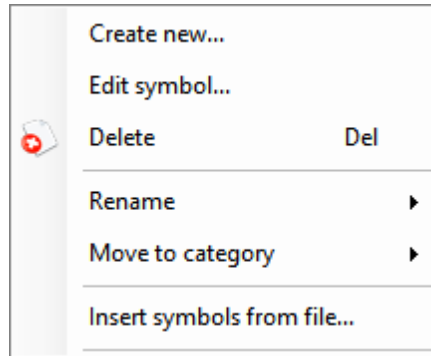 Create new...
Edit symbol...
Delete Del
Rename
Move to category
Insert symbols from file...